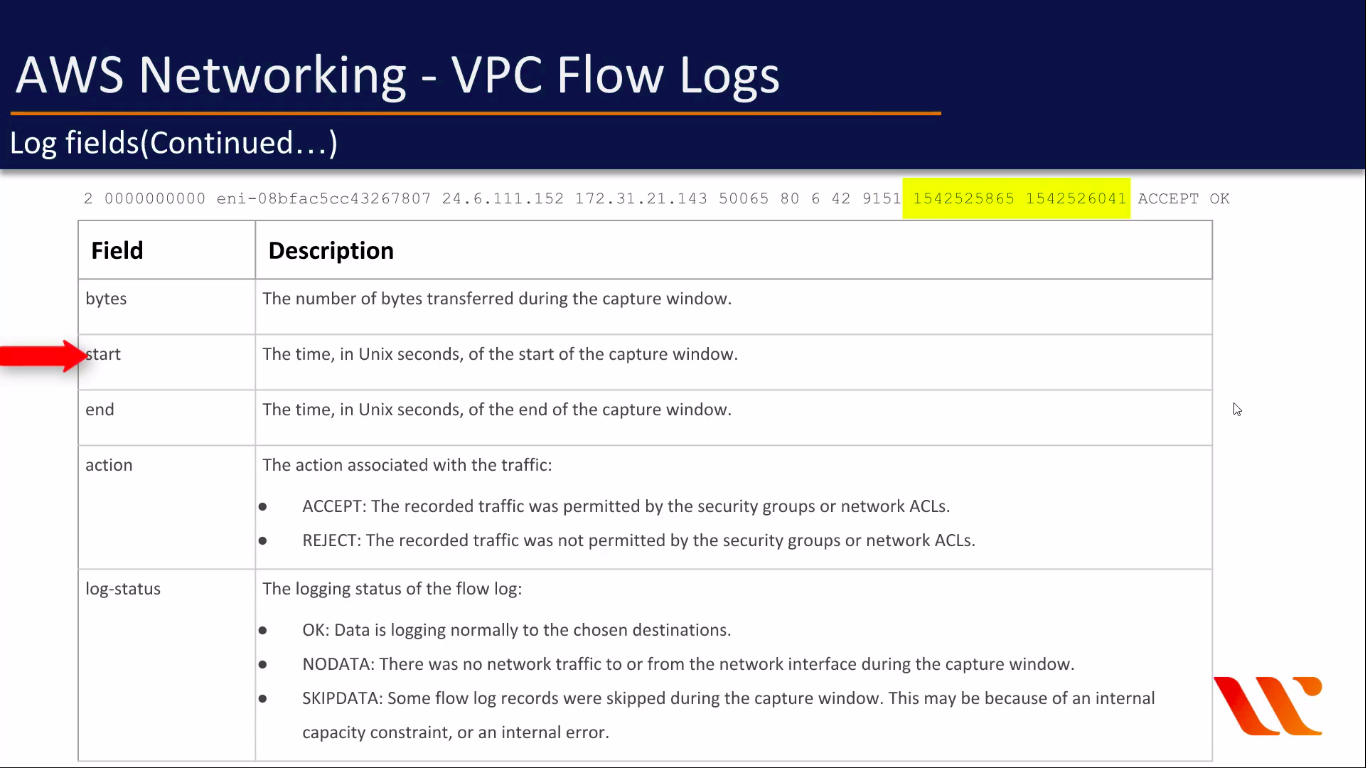 AWS Networking - VPC Flow Logs
Log fields(Continued…)
2 0000000000 eni-08bfac5cc43267807 24.6.111.152 172.31.21.143 50065 80 6 42 9151 1542525865 1542526041 ACCEPT OK
Field Description
bytes The number of bytes transferred during the capture window.
start The time, in Unix seconds, of the start of the capture window.
end The time, in Unix seconds, of the end of the capture window.
action The action associated with the traffic:
● ACCEPT: The recorded traffic was permitted by the security groups or network ACLs.
● REJECT: The recorded traffic was not permitted by the security groups or network ACLs.
log-status The logging status of the flow log:
● OK: Data is logging normally to the chosen destinations.
● NODATA: There was no network traffic to or from the network interface during the capture window.
● SKIPDATA: Some flow log records were skipped during the capture window. This may be because of an internal
capacity constraint, or an internal error.